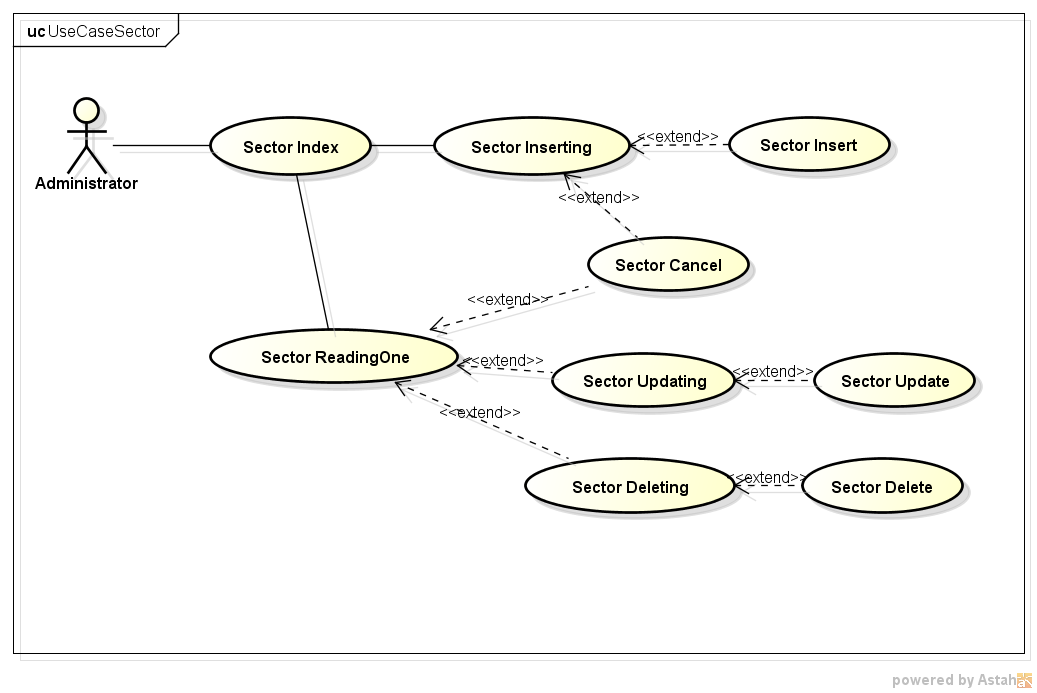 uc UseCaseSector
Administrator
Sector Index
Sector Inserting
<<extend>>
Sector Insert
<<extend>>
Sector Cancel
<<extend>>
Sector ReadingOne
<<extend>>
Sector Updating
<<extend>>
Sector Update
<<extend>>
Sector Deleting
<<extend>>
Sector Delete
powered by Astah